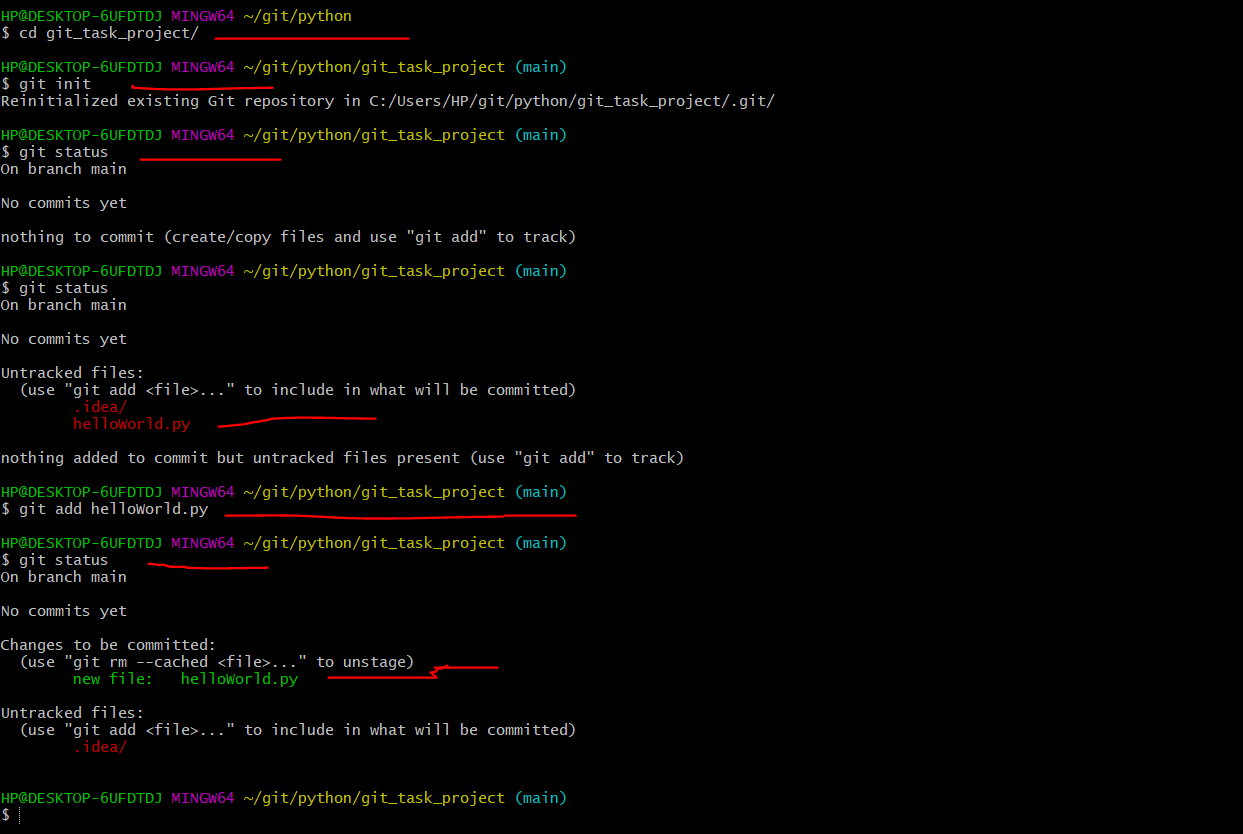 HP@DESKTOP-6UFDTDJ MINGW64 ~/git/python
$ cd git_task_project/
HP@DESKTOP-6UFDTDJ MINGW64 ~/git/python/git_task_project (main)
$ git init
Reinitialized existing Git repository in C:/Users/HP/git/python/git_task_project/.git/
HP@DESKTOP-6UFDTDJ MINGW64 ~/git/python/git_task_project (main)
$ git status
On branch main
No commits yet
nothing to commit (create/copy files and use "git add" to track)
HP@DESKTOP-6UFDTDJ MINGW64 ~/git/python/git_task_project (main)
$ git status
On branch main
No commits yet
Untracked files:
  (use "git add <file>..." to include in what will be committed)
        .idea/
        helloWorld.py
nothing added to commit but untracked files present (use "git add" to track)
HP@DESKTOP-6UFDTDJ MINGW64 ~/git/python/git_task_project (main)
$ git add helloWorld.py
HP@DESKTOP-6UFDTDJ MINGW64 ~/git/python/git_task_project (main)
$ git status
On branch main
No commits yet
Changes to be committed:
  (use "git rm --cached <file>..." to unstage)
        new file:   helloWorld.py
Untracked files:
  (use "git add <file>..." to include in what will be committed)
        .idea/
HP@DESKTOP-6UFDTDJ MINGW64 ~/git/python/git_task_project (main)
$